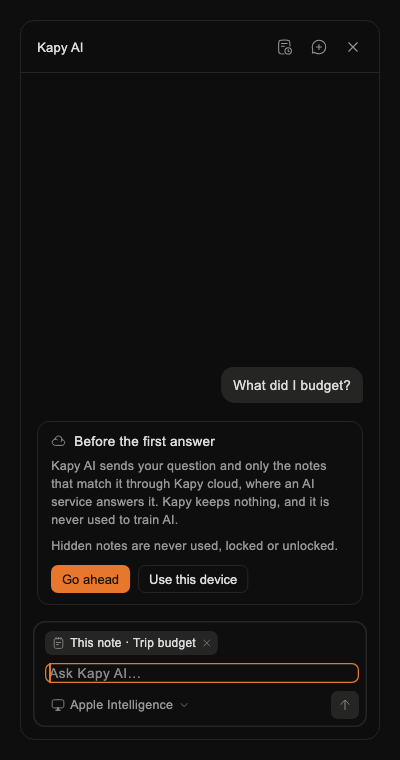 Kapy AI
What did I budget?
Before the first answer
Kapy AI sends your question and only the notes
that match it through Kapy cloud, where an AI
service answers it. Kapy keeps nothing, and it is
never used to train AI.
Hidden notes are never used, locked or unlocked.
Go ahead
Use this device
This note · Trip budget
Ask Kapy AI…
Apple Intelligence